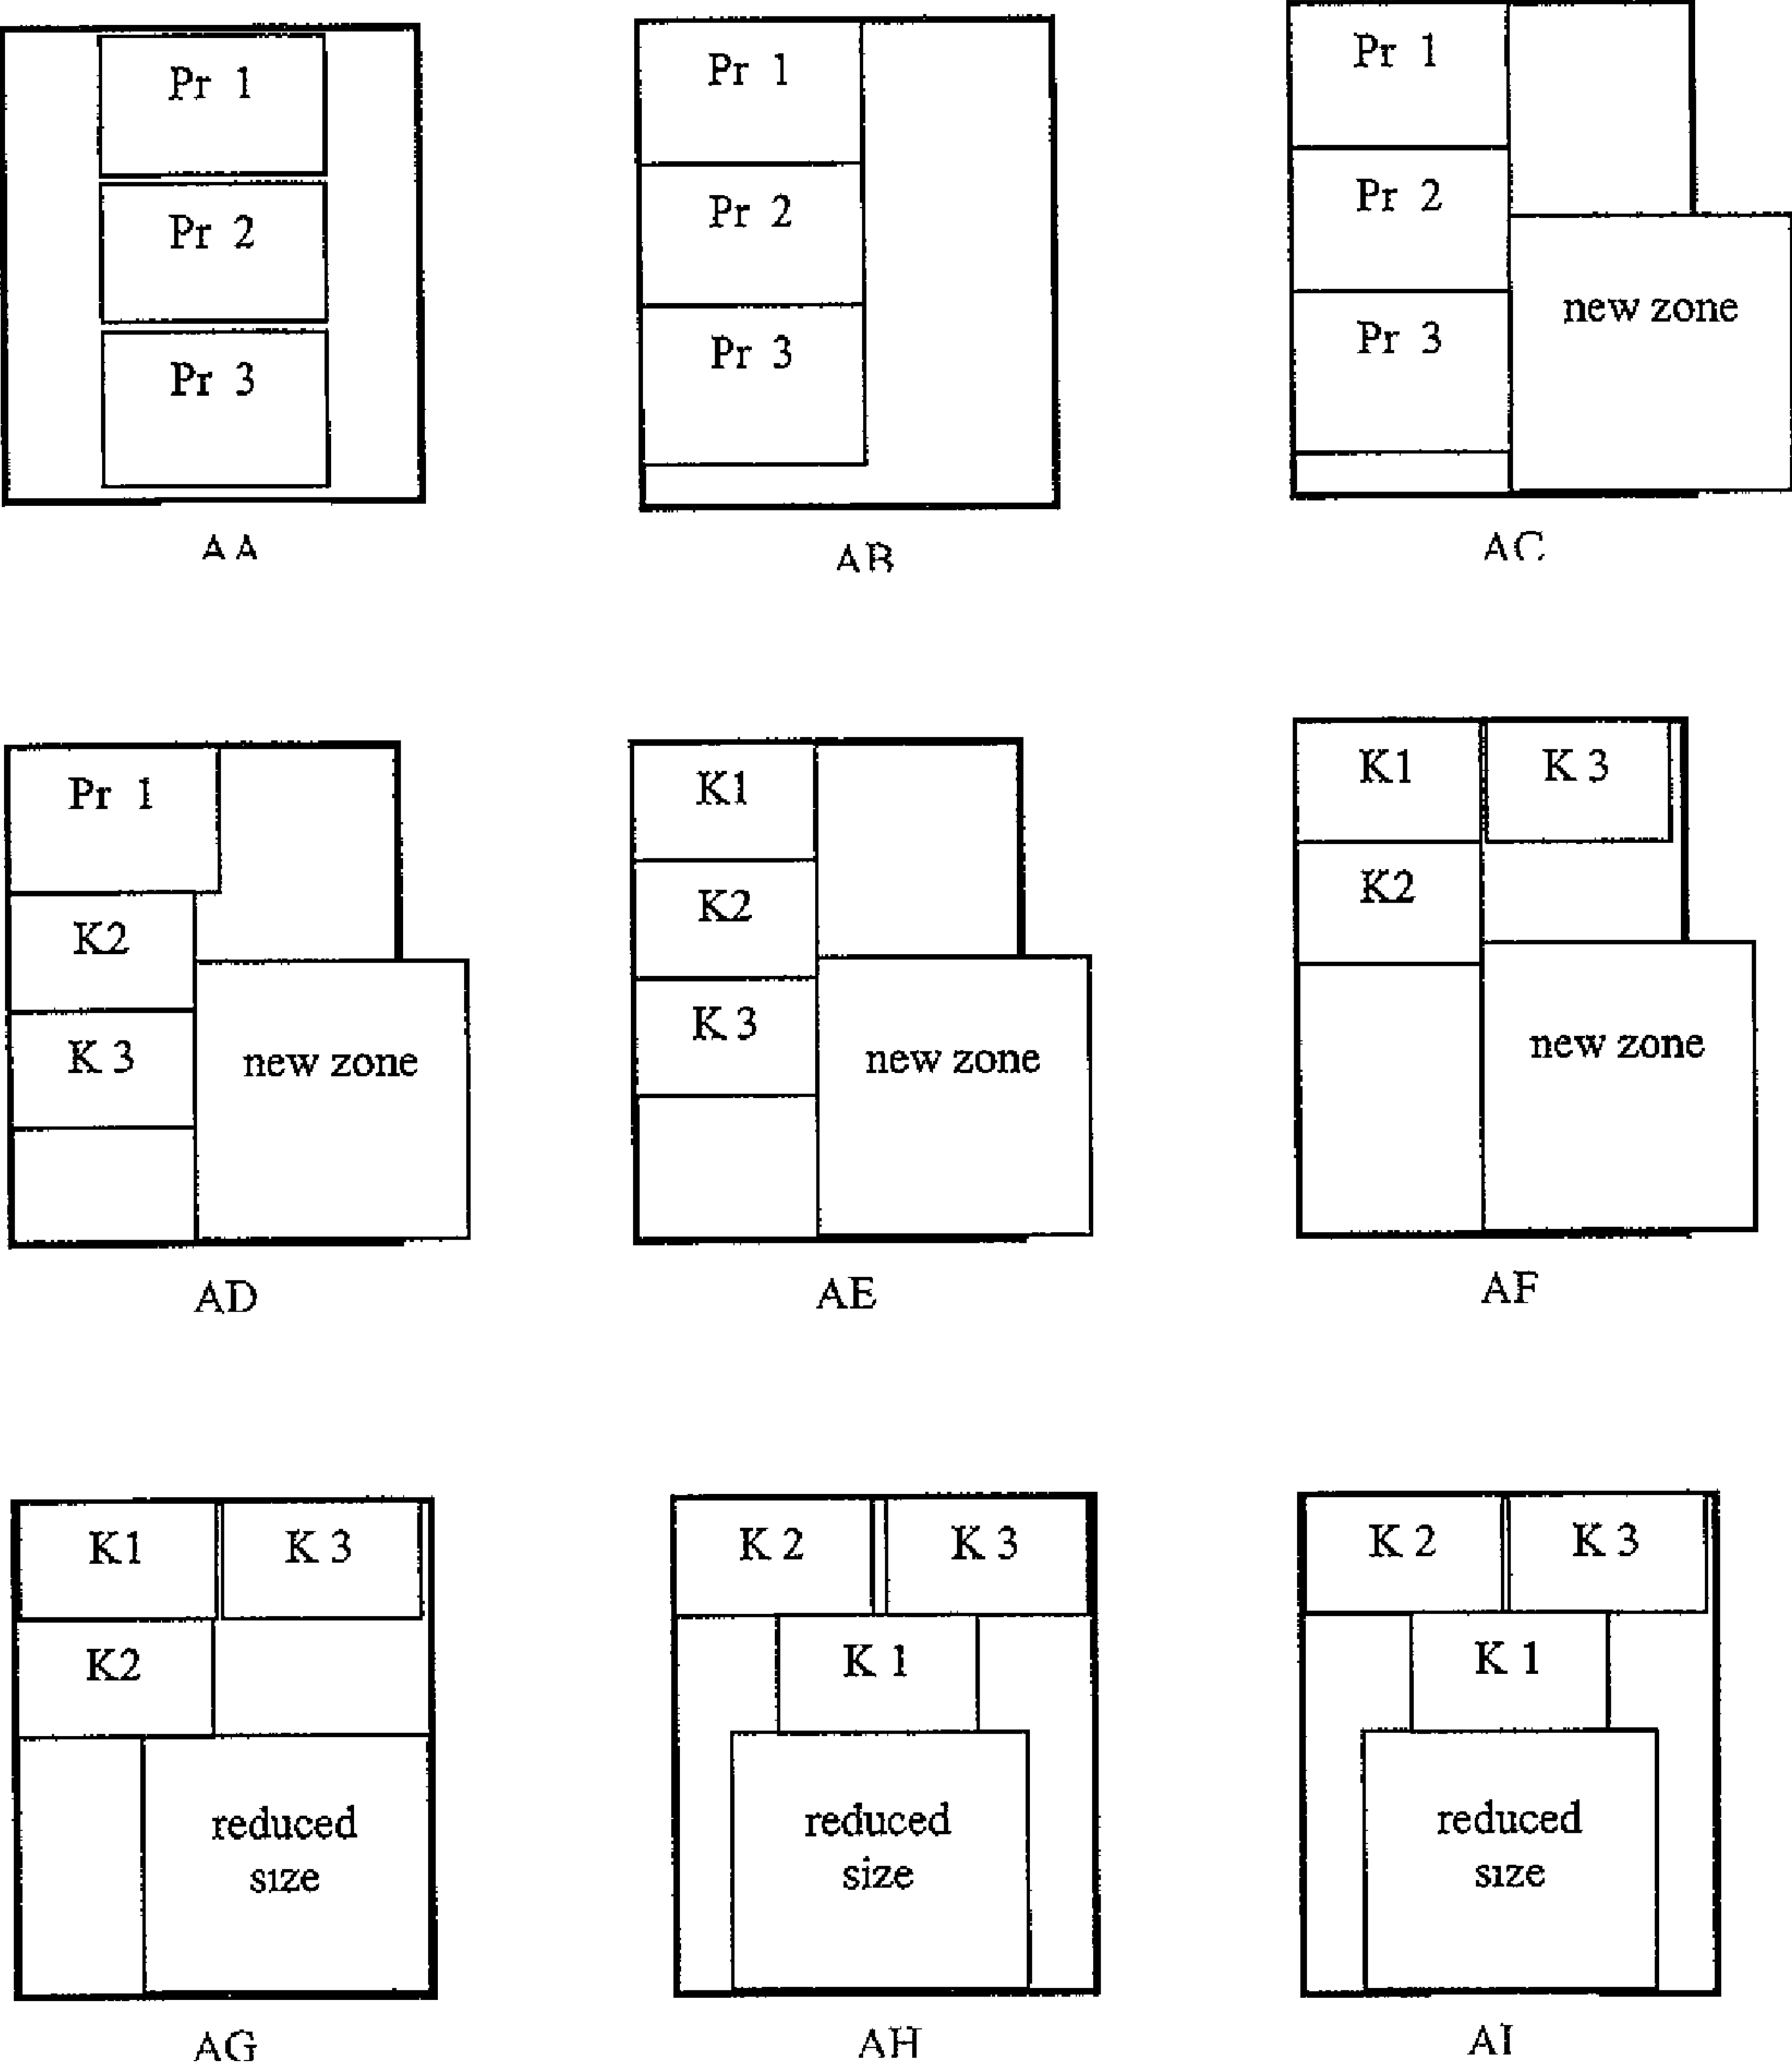 Pr 1
Pr 2
Pr 3
AA
Pr 1
Pr 2
Pr 3
AB
Pr 1
Pr 2
Pr 3
new zone
AC
Pr 1
K2
K 3
new zone
AD
K1
K2
K 3
new zone
AE
K1
K 3
K2
new zone
AF
K1
K 3
K2
reduced
size
AG
K 2
K 3
K 1
reduced
size
AH
K 2
K 3
K 1
reduced
size
AI